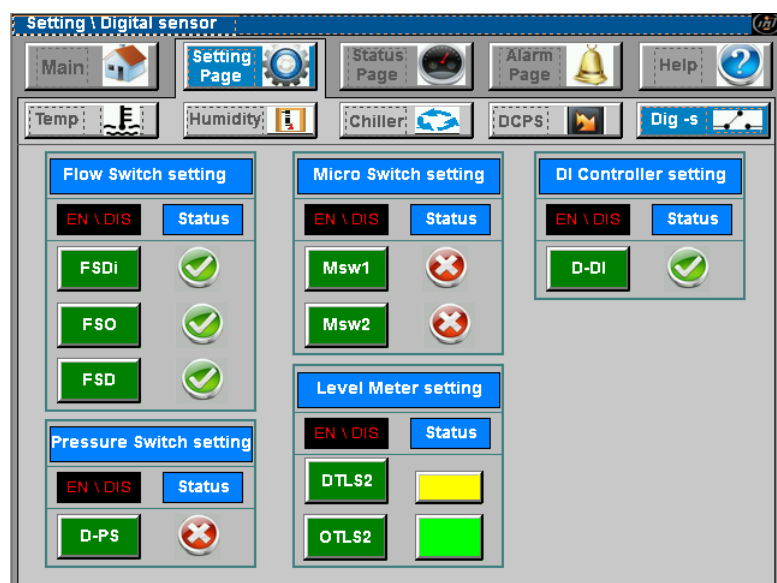 Setting \ Digital sensor
Main
Setting Page
Status Page
Alarm Page
Help
Temp
Humidity
Chiller
DCPS
Dig -s
Flow Switch setting
EN \ DIS Status
FSDi
FSO
FSD
Pressure Switch setting
EN \ DIS Status
D-PS
Micro Switch setting
EN \ DIS Status
Msw1
Msw2
Level Meter setting
EN \ DIS Status
DTLS2
OTLS2
DI Controller setting
EN \ DIS Status
D-DI